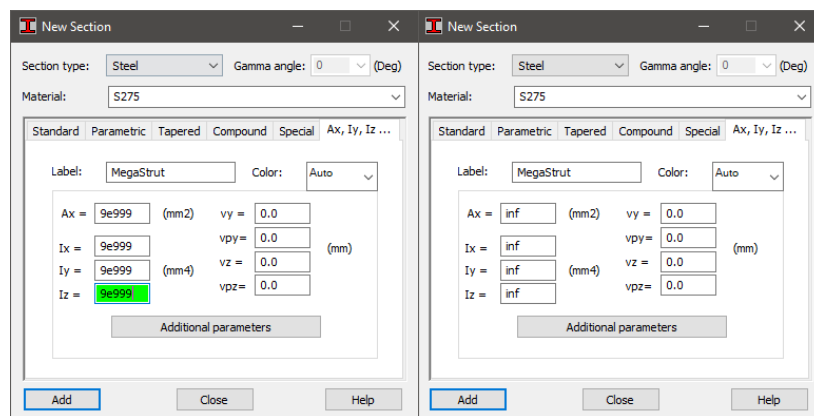 New Section
Section type: Steel Gamma angle: 0 (Deg)
Material: S275
Standard Parametric Tapered Compound Special Ax, Iy, Iz ...
Label: MegaStrut Color: Auto
Ax = 9e999 (mm2) vy = 0.0
Ix = 9e999 vpy= 0.0 (mm)
Iy = 9e999 (mm4) vz = 0.0
Iz = 9e999 vpz= 0.0
Additional parameters
Add Close Help
New Section
Section type: Steel Gamma angle: 0 (Deg)
Material: S275
Standard Parametric Tapered Compound Special Ax, Iy, Iz ...
Label: MegaStrut Color: Auto
Ax = inf (mm2) vy = 0.0
Ix = inf vpy= 0.0 (mm)
Iy = inf (mm4) vz = 0.0
Iz = inf vpz= 0.0
Additional parameters
Add Close Help